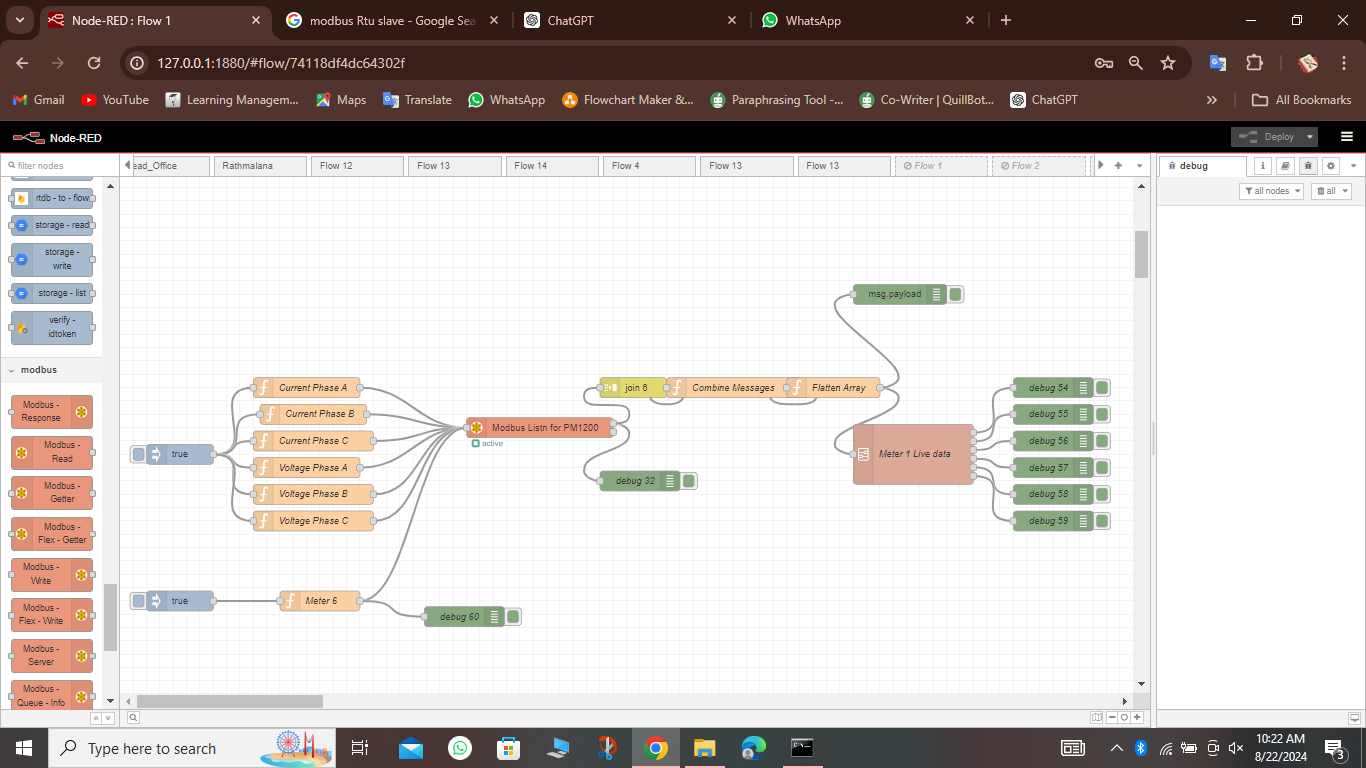 Node-RED : Flow 1
modbus Rtu slave - Google Sea
ChatGPT
WhatsApp
127.0.0.1:1880/#flow/74118df4dc64302f
Gmail
YouTube
Learning Managem...
Maps
Translate
WhatsApp
Flowchart Maker &...
Paraphrasing Tool -...
Co-Writer | QuillBot...
ChatGPT
All Bookmarks
Node-RED
Deploy
filter nodes
ead_Office
Rathmalana
Flow 12
Flow 13
Flow 14
Flow 4
Flow 13
Flow 13
Flow 1
Flow 2
debug
all nodes
all
rtdb - to - flow
storage - read
storage -
write
storage - list
verify -
idtoken
modbus
Modbus -
Response
Modbus -
Read
Modbus -
Getter
Modbus -
Flex - Getter
Modbus -
Write
Modbus -
Flex - Write
Modbus -
Server
Modbus -
Queue - Info
msg.payload
Current Phase A
Current Phase B
Current Phase C
Voltage Phase A
Voltage Phase B
Voltage Phase C
true
Modbus Listn for PM1200
active
join 6
Combine Messages
Flatten Array
debug 32
Meter 1 Live data
debug 54
debug 55
debug 56
debug 57
debug 58
debug 59
true
Meter 6
debug 60
Type here to search
10:22 AM
8/22/2024
3